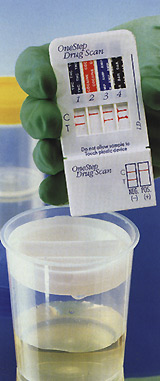 OneStep
Drug Scan
1 2 3 4
C
T
Do not allow sample to
Touch plastic device
OneStep
Drug Scan
C
T
NEG. POS.
(-) (+)